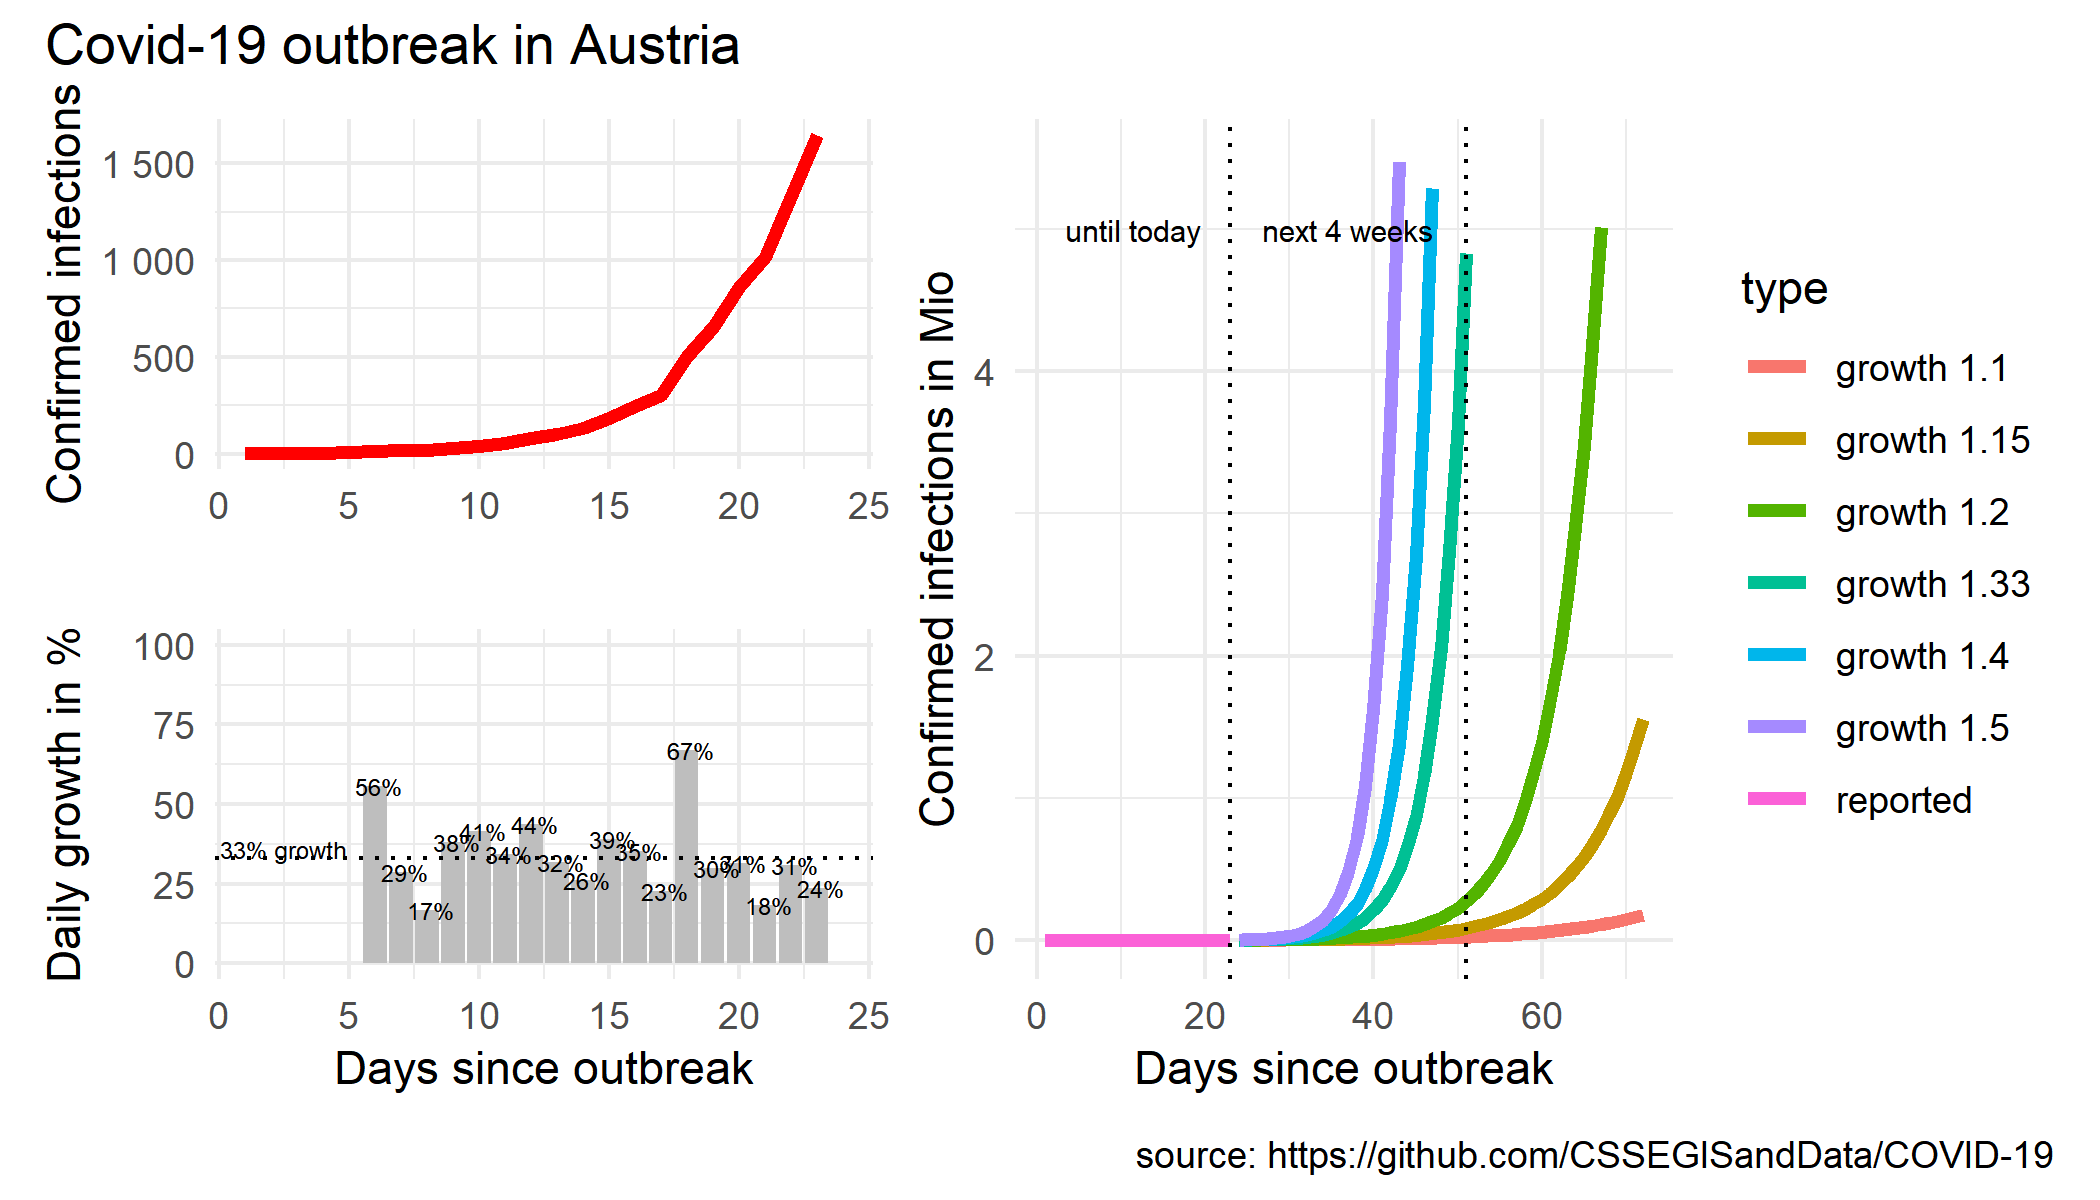 Covid-19 outbreak in Austria
Confirmed infections
1 500
1 000
500
0
0 5 10 15 20 25
Daily growth in %
100
75
50
25
0
33% growth
56%
29%
17%
38%
41%
34%
44%
32%
26%
39%
35%
23%
67%
30%
31%
18%
31%
24%
0 5 10 15 20 25
Days since outbreak
Confirmed infections in Mio
4
2
0
until today
next 4 weeks
0 20 40 60
Days since outbreak
type
growth 1.1
growth 1.15
growth 1.2
growth 1.33
growth 1.4
growth 1.5
reported
source: https://github.com/CSSEGISandData/COVID-19